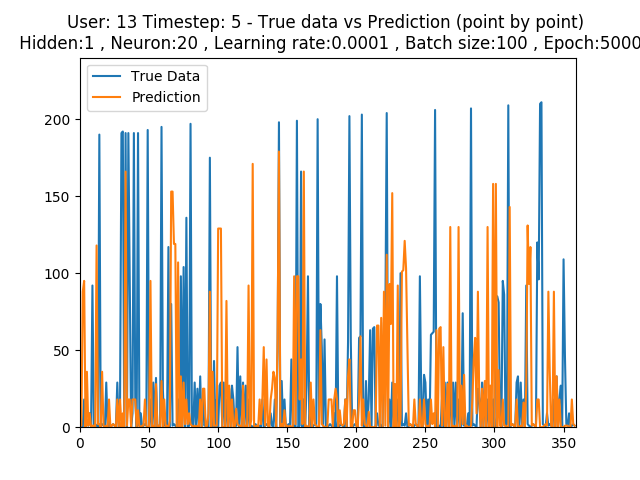 User: 13 Timestep: 5 - True data vs Prediction (point by point)
Hidden:1 , Neuron:20 , Learning rate:0.0001 , Batch size:100 , Epoch:5000
True Data
Prediction
200
150
100
50
0
0 50 100 150 200 250 300 350